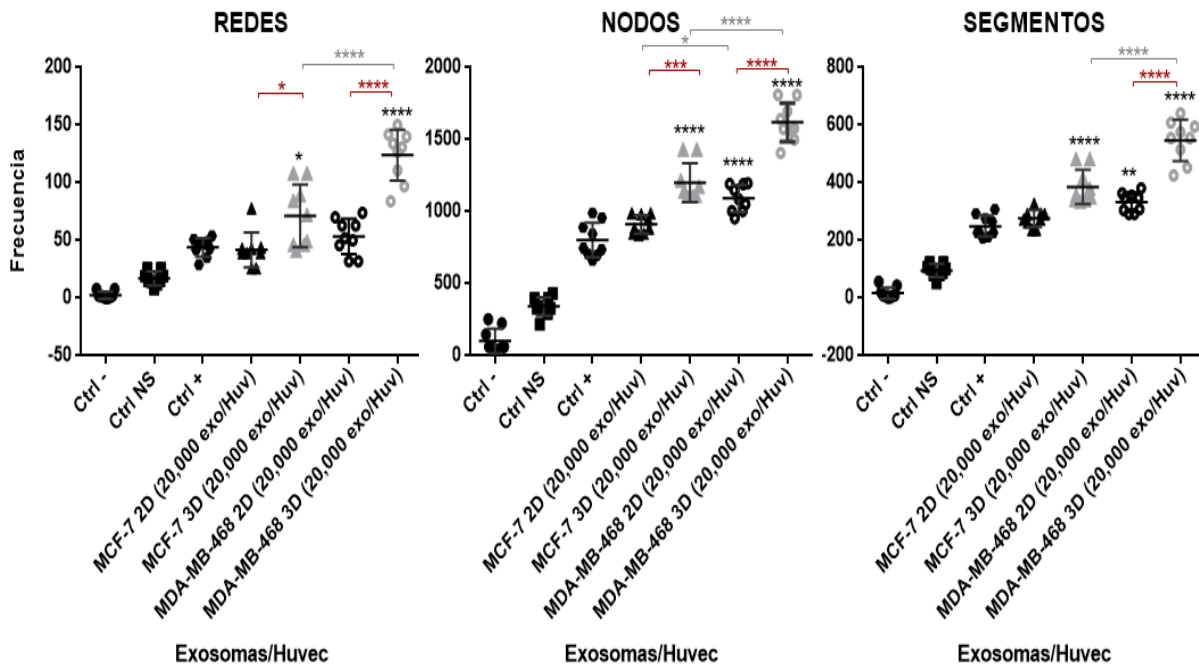 REDES
****
*
****
****
*
200
150
100
50
0
-50
Frecuencia
Ctrl -
Ctrl NS
Ctrl +
MCF-7 2D (20,000 exo/Huv)
MCF-7 3D (20,000 exo/Huv)
MDA-MB-468 2D (20,000 exo/Huv)
MDA-MB-468 3D (20,000 exo/Huv)
Exosomas/Huvec
NODOS
****
*
***
****
****
****
****
2000
1500
1000
500
0
Ctrl -
Ctrl NS
Ctrl +
MCF-7 2D (20,000 exo/Huv)
MCF-7 3D (20,000 exo/Huv)
MDA-MB-468 2D (20,000 exo/Huv)
MDA-MB-468 3D (20,000 exo/Huv)
Exosomas/Huvec
SEGMENTOS
****
****
****
****
**
800
600
400
200
0
-200
Ctrl -
Ctrl NS
Ctrl +
MCF-7 2D (20,000 exo/Huv)
MCF-7 3D (20,000 exo/Huv)
MDA-MB-468 2D (20,000 exo/Huv)
MDA-MB-468 3D (20,000 exo/Huv)
Exosomas/Huvec